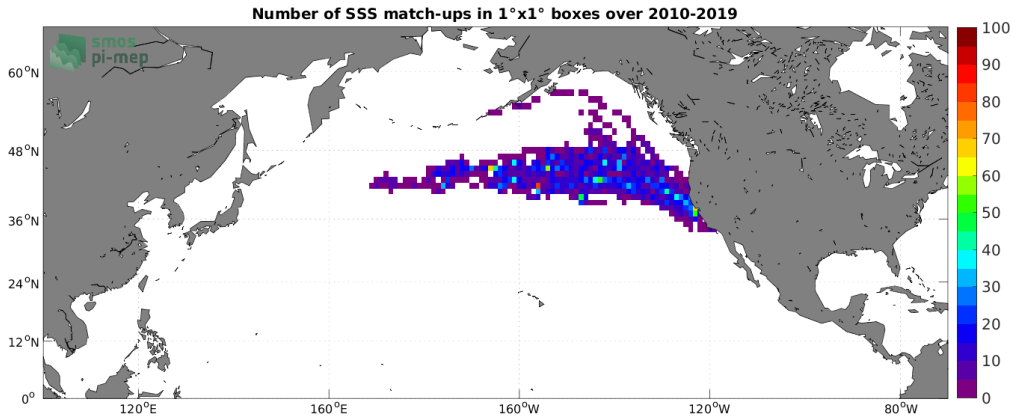 Number of SSS match-ups in 1°x1° boxes over 2010-2019
smos
pi-mep
60°N
48°N
36°N
24°N
12°N
0°
120°E
160°E
160°W
120°W
80°W
100
90
80
70
60
50
40
30
20
10
0